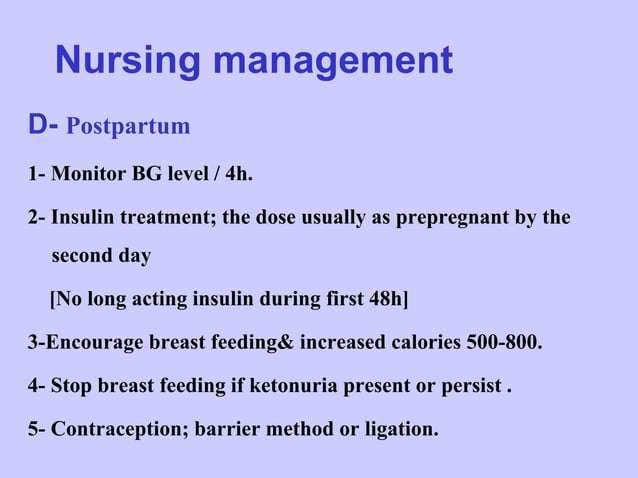 Nursing management
D- Postpartum
1- Monitor BG level / 4h.
2- Insulin treatment; the dose usually as prepregnant by the
second day
[No long acting insulin during first 48h]
3-Encourage breast feeding& increased calories 500-800.
4- Stop breast feeding if ketonuria present or persist .
5- Contraception; barrier method or ligation.